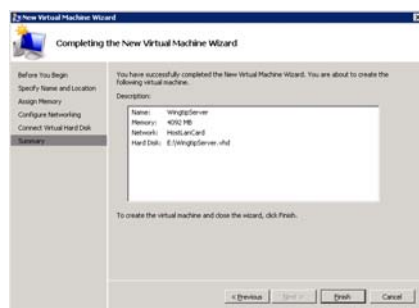 New Virtual Machine Wizard
Completing the New Virtual Machine Wizard
Before You Begin
Specify Name and Location
Assign Memory
Configure Networking
Connect Virtual Hard Disk
Summary
You have successfully completed the New Virtual Machine Wizard. You are about to create the
following virtual machine.
Description:
Name: WingtipServer
Memory: 4092 MB
Network: HostLanCard
Hard Disk: E:\WingtipServer.vhd
To create the virtual machine and close the wizard, click Finish.
< Previous
Next >
Finish
Cancel